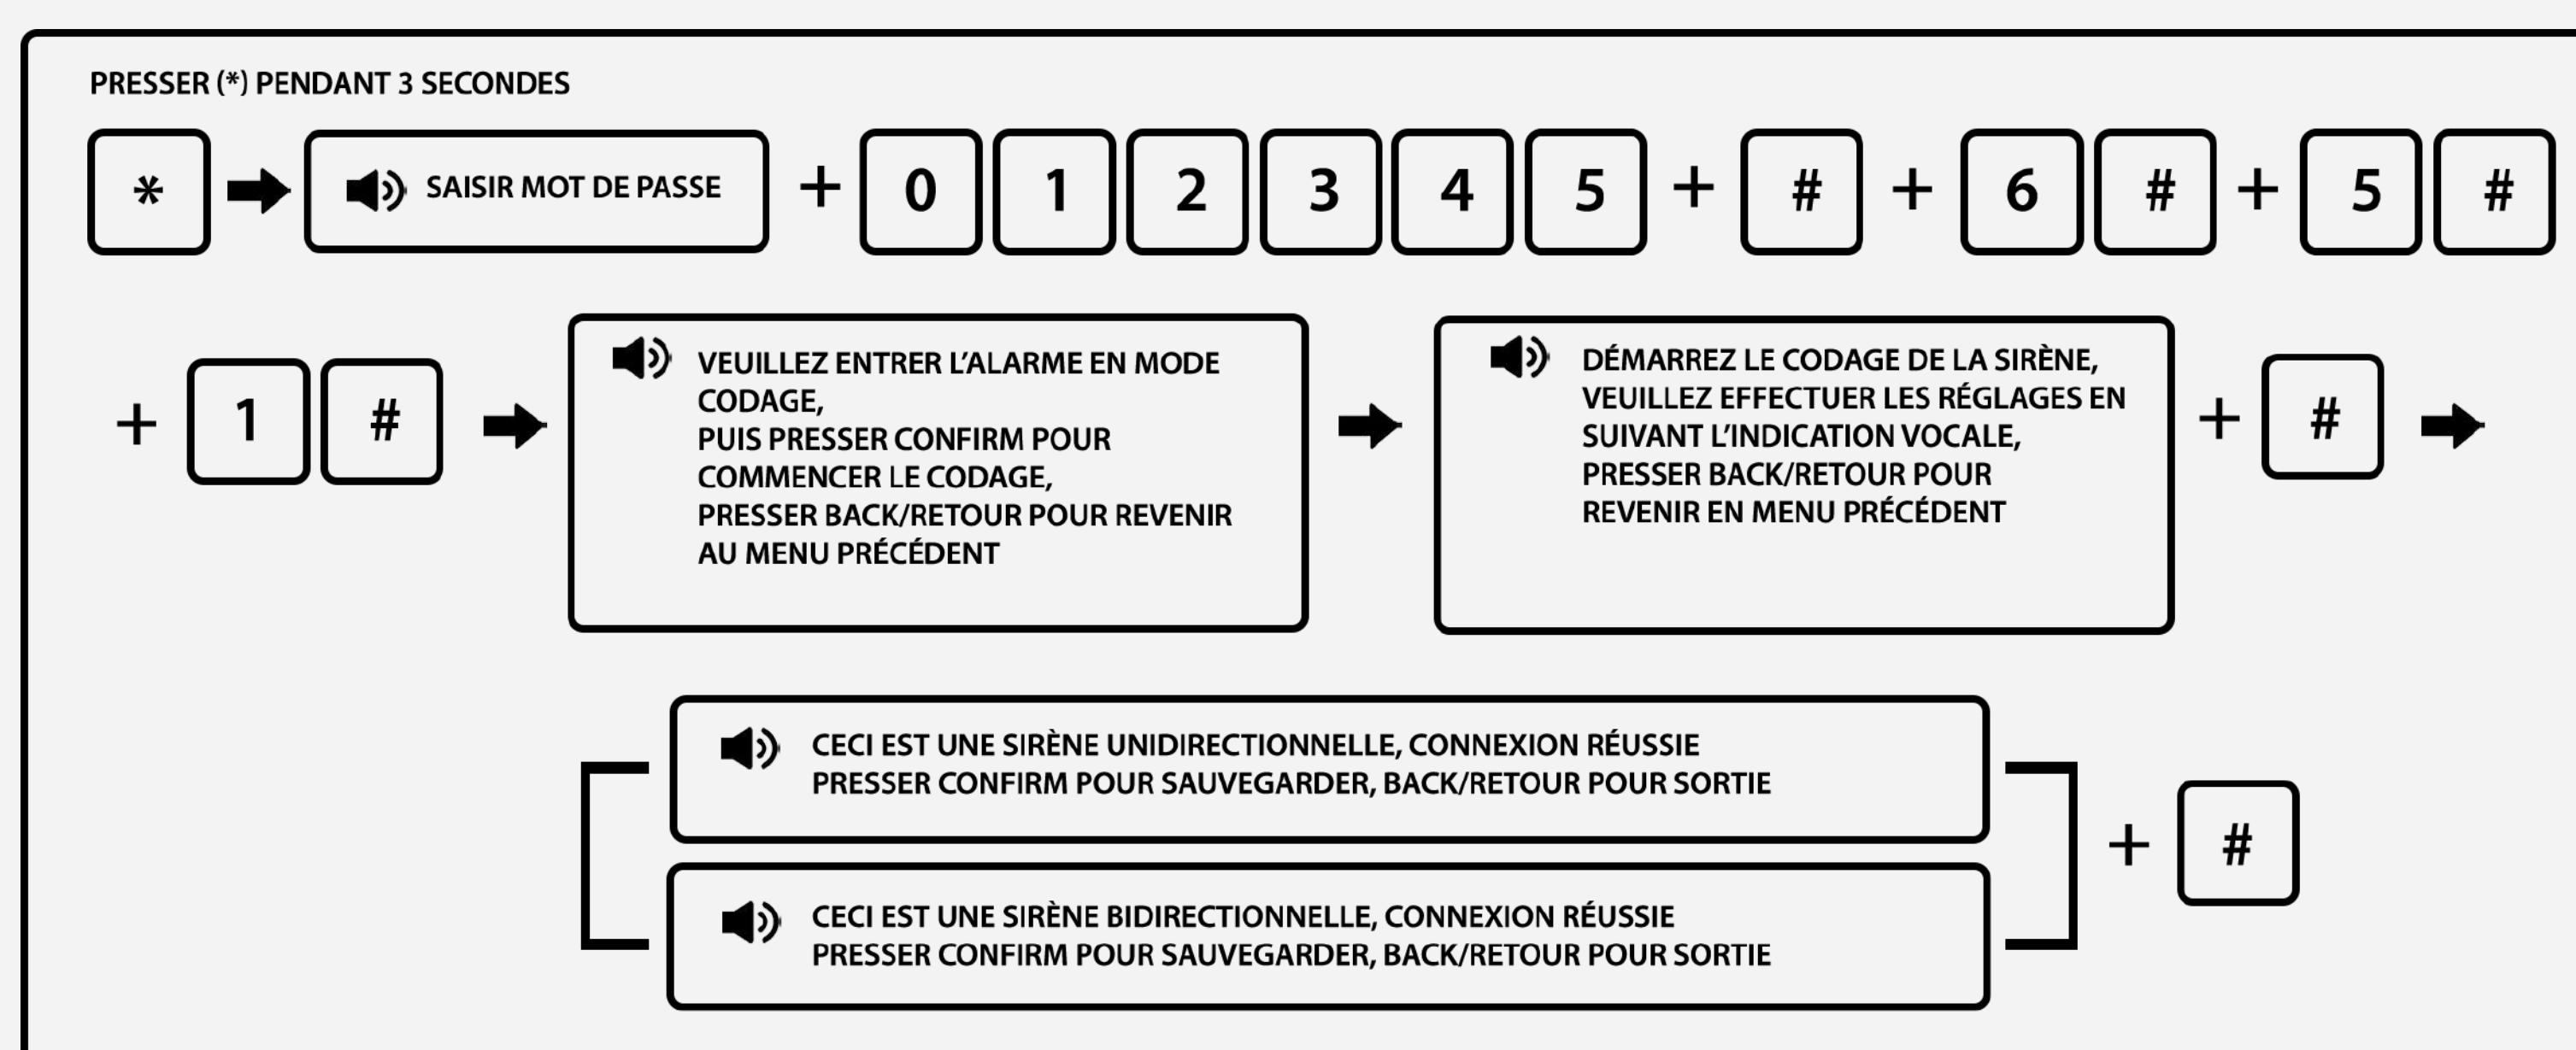 PRESSER (*) PENDANT 3 SECONDES
* SAISIR MOT DE PASSE + 0 1 2 3 4 5 + # + 6 # + 5 #
+ 1 #
VEUILLEZ ENTRER L’ALARME EN MODE
CODAGE,
PUIS PRESSER CONFIRM POUR
COMMENCER LE CODAGE,
PRESSER BACK/RETOUR POUR REVENIR
AU MENU PRÉCÉDENT
DÉMARREZ LE CODAGE DE LA SIRÈNE,
VEUILLEZ EFFECTUER LES RÉGLAGES EN
SUIVANT L’INDICATION VOCALE,
PRESSER BACK/RETOUR POUR
REVENIR EN MENU PRÉCÉDENT
+ #
CECI EST UNE SIRÈNE UNIDIRECTIONNELLE, CONNEXION RÉUSSIE
PRESSER CONFIRM POUR SAUVEGARDER, BACK/RETOUR POUR SORTIE
CECI EST UNE SIRÈNE BIDIRECTIONNELLE, CONNEXION RÉUSSIE
PRESSER CONFIRM POUR SAUVEGARDER, BACK/RETOUR POUR SORTIE
+ #